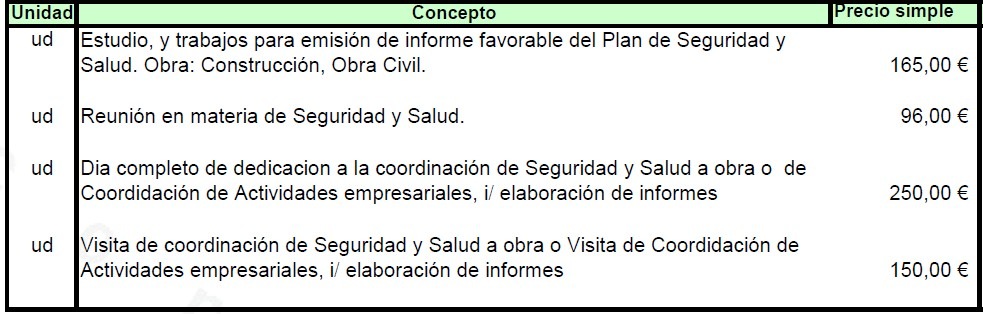 Unidad Concepto Precio simple
ud Estudio, y trabajos para emisión de informe favorable del Plan de Seguridad y
Salud. Obra: Construcción, Obra Civil. 165,00 €
ud Reunión en materia de Seguridad y Salud. 96,00 €
ud Dia completo de dedicacion a la coordinación de Seguridad y Salud a obra o de
Coordidación de Actividades empresariales, i/ elaboración de informes 250,00 €
ud Visita de coordinación de Seguridad y Salud a obra o Visita de Coordidación de
Actividades empresariales, i/ elaboración de informes 150,00 €